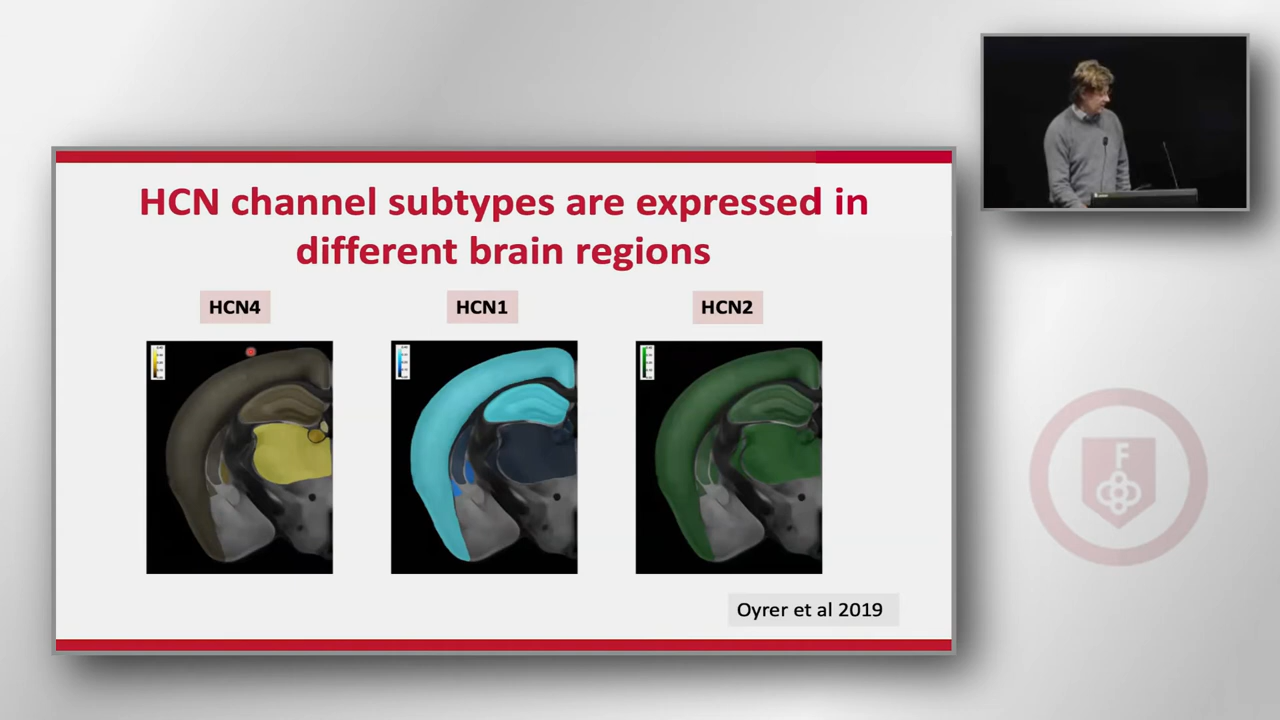 HCN channel subtypes are expressed in
different brain regions
HCN4
HCN1
HCN2
Oyrer et al 2019
F